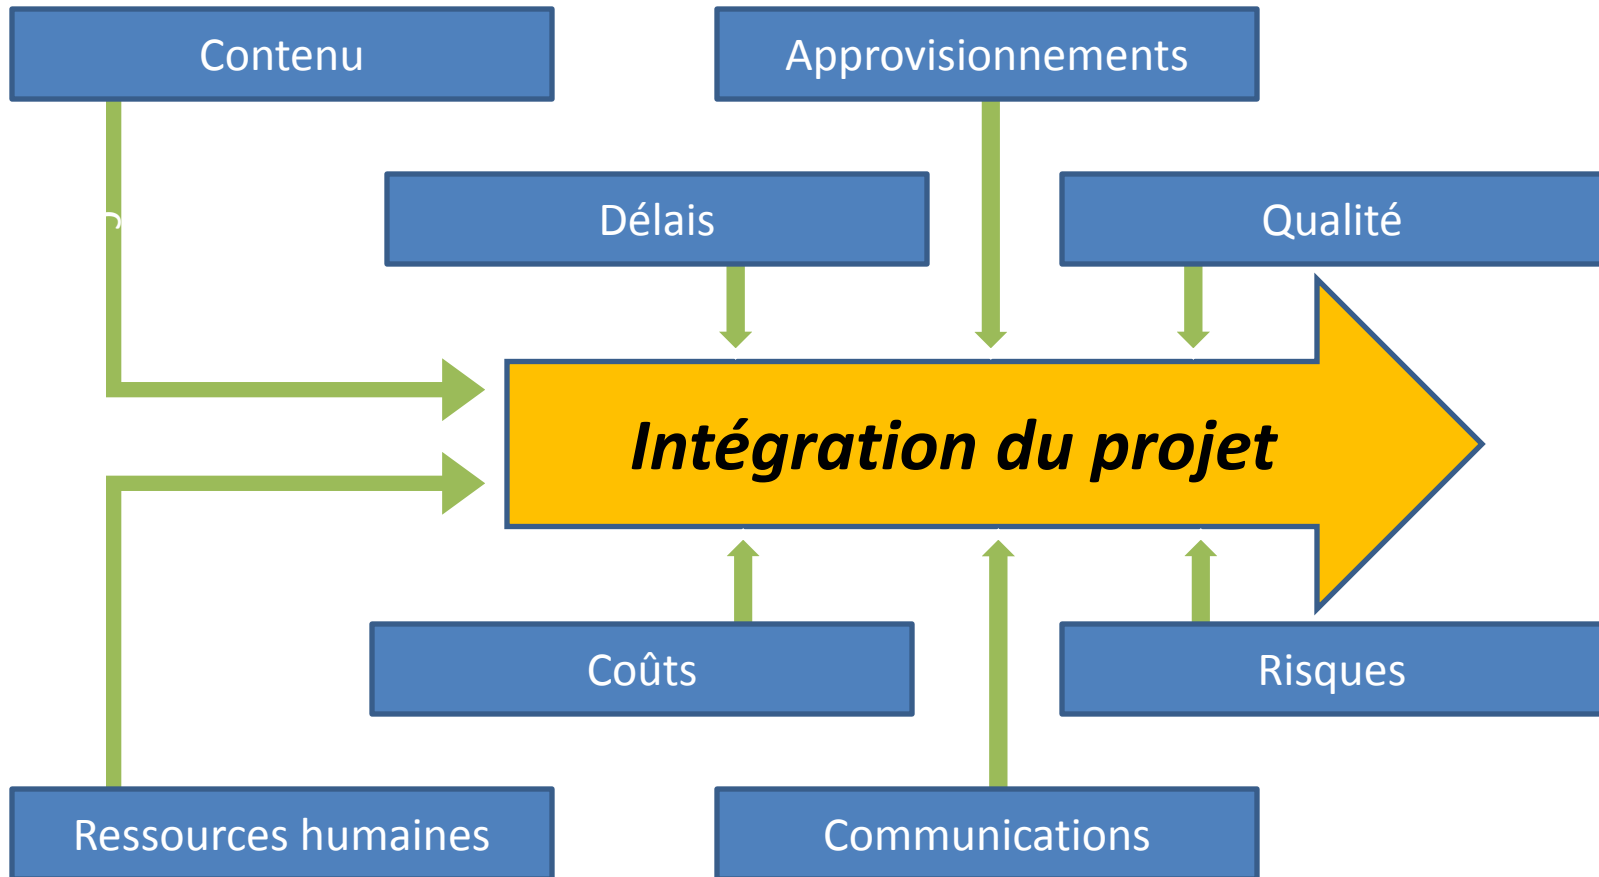 Contenu
Approvisionnements
Délais
Qualité
Intégration du projet
Coûts
Risques
Ressources humaines
Communications